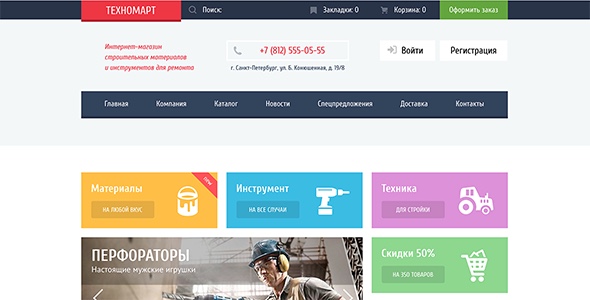 ТЕХНОМАРТ
Поиск:
Закладки: 0
Корзина: 0
Оформить заказ
Интернет-магазин
строительных материалов
и инструментов для ремонта
+7 (812) 555-05-55
г. Санкт-Петербург, ул. Б. Конюшенная, д. 19/8
Войти
Регистрация
Главная
Компания
Каталог
Новости
Спецпредложения
Доставка
Контакты
Материалы
НА ЛЮБОЙ ВКУС
new
Инструмент
НА ВСЕ СЛУЧАИ
Техника
ДЛЯ СТРОЙКИ
ПЕРФОРАТОРЫ
Настоящие мужские игрушки
Скидки 50%
НА 350 ТОВАРОВ